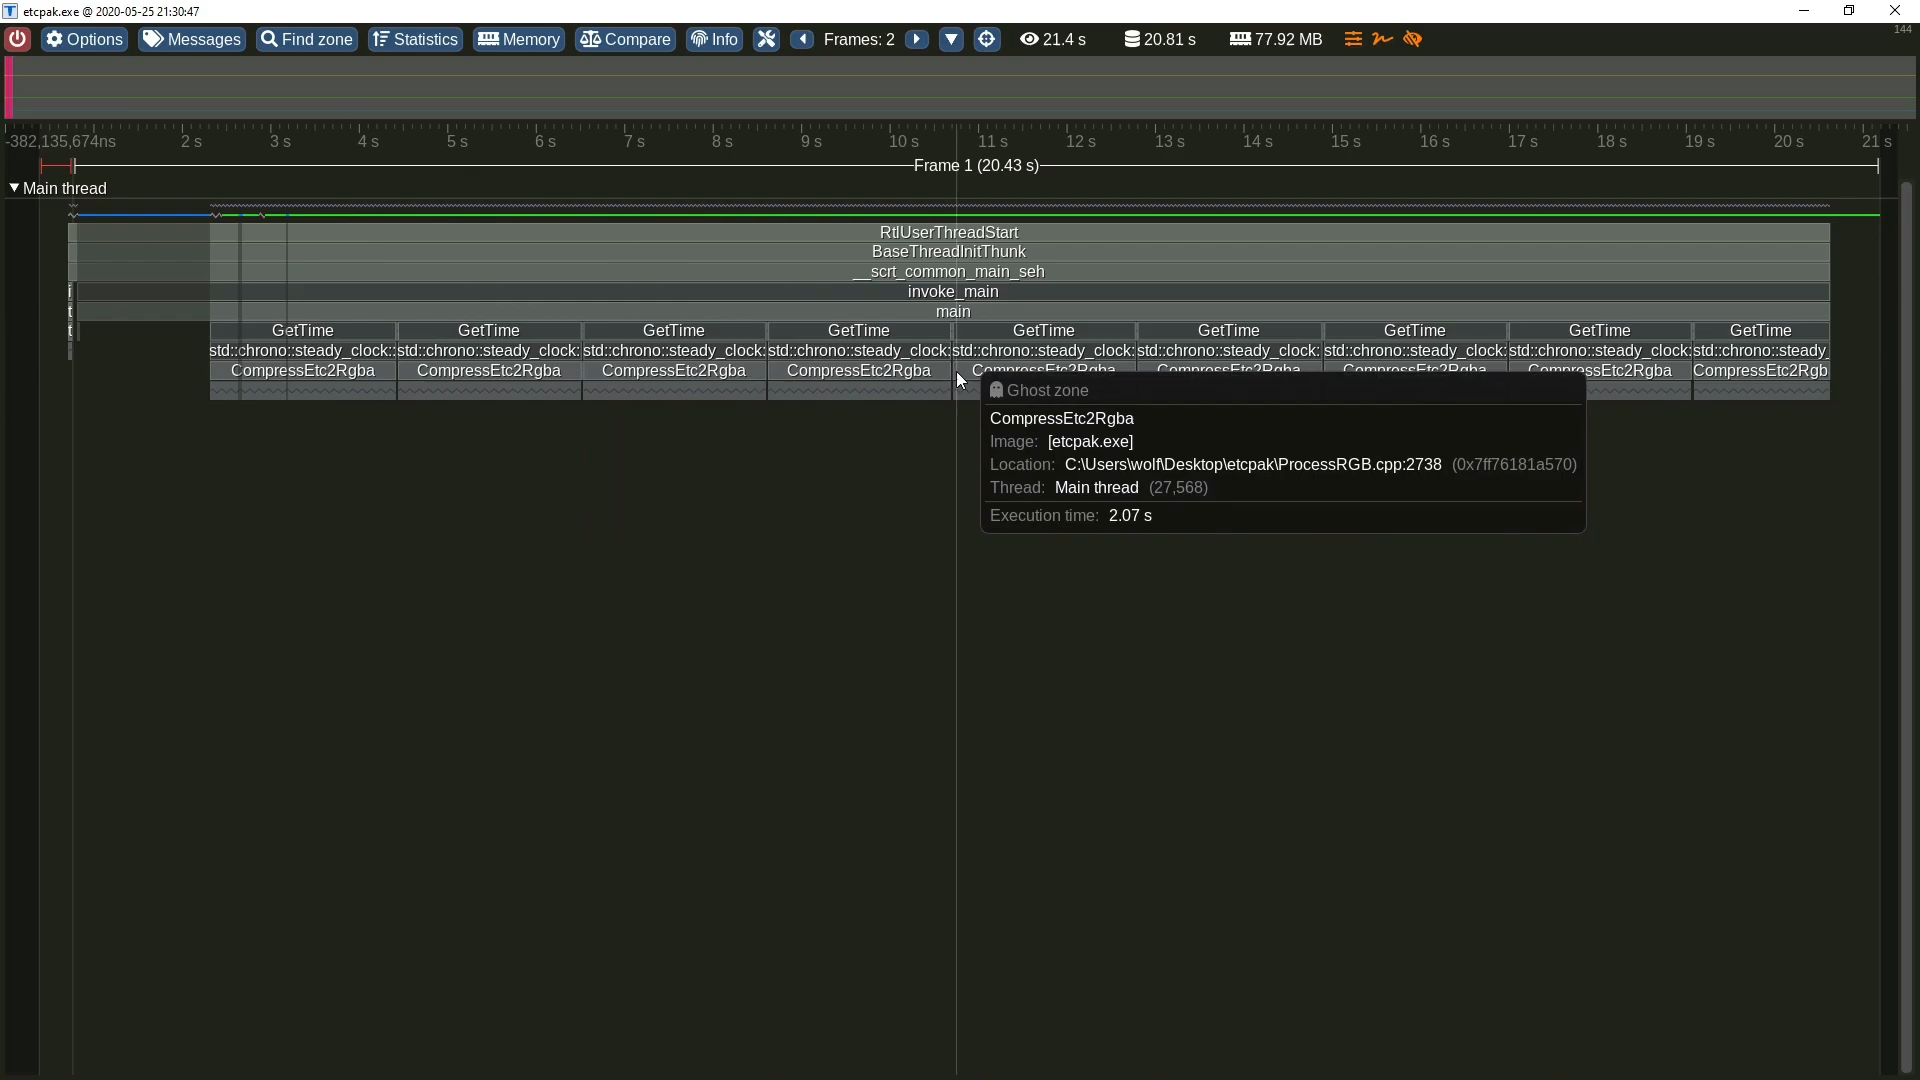 etcpak.exe @ 2020-05-25 21:30:47
144
Options Messages Find zone Statistics Memory Compare Info Frames: 2 21.4 s 20.81 s 77.92 MB
-382,135,674ns 2 s 3 s 4 s 5 s 6 s 7 s 8 s 9 s 10 s 11 s 12 s 13 s 14 s 15 s 16 s 17 s 18 s 19 s 20 s 21 s
Frame 1 (20.43 s)
Main thread
RtlUserThreadStart
BaseThreadInitThunk
__scrt_common_main_seh
i invoke_main
t main
t GetTime GetTime GetTime GetTime GetTime GetTime GetTime GetTime GetTime
std::chrono::steady_clock:: std::chrono::steady_clock: std::chrono::steady_clock: std::chrono::steady_clock: std::chrono::steady_clock: std::chrono::steady_clock: std::chrono::steady_clock: std::chrono::steady_clock: std::chrono::steady_
CompressEtc2Rgba CompressEtc2Rgba CompressEtc2Rgba CompressEtc2Rgba CompressEtc2Rgba CompressEtc2Rgba CompressEtc2Rgba CompressEtc2Rgba CompressEtc2Rgb
Ghost zone
CompressEtc2Rgba
Image: [etcpak.exe]
Location: C:\Users\wolf\Desktop\etcpak\ProcessRGB.cpp:2738 (0x7ff76181a570)
Thread: Main thread (27,568)
Execution time: 2.07 s